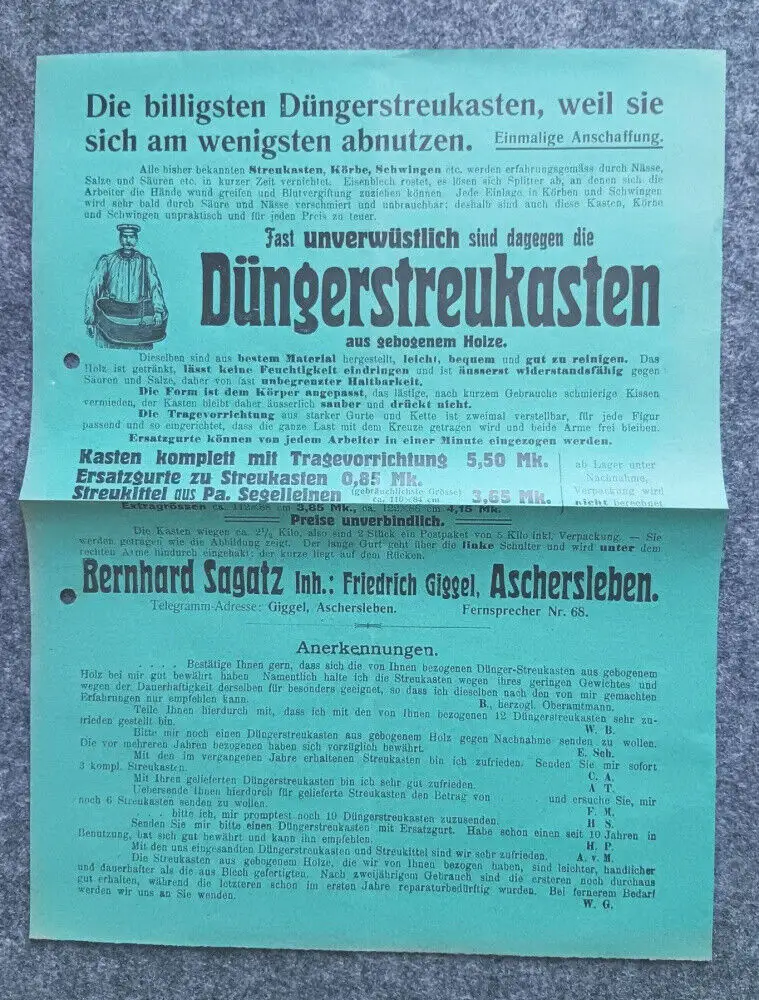 Die billigsten Düngerstreukasten, weil sie
sich am wenigsten abnutzen. Einmalige Anschaffung.
Alle bisher bekannten Streukasten, Körbe, Schwingen etc. werden erfahrungsgemäss durch Nässe,
Salze und Säuren etc. in kurzer Zeit vernichtet. Eisenblech rostet, es lösen sich Splitter ab, an denen sich die
Arbeiter die Hände wund greifen und Blutvergiftung zuziehen können. Jede Einlage in Körben und Schwingen
wird sehr bald durch Säure und Nässe verschmiert und unbrauchbar; deshalb sind auch diese Kasten, Körbe
und Schwingen unpraktisch und für jeden Preis zu teuer.
Fast unverwüstlich sind dagegen die
Düngerstreukasten
aus gebogenem Holze.
Dieselben sind aus bestem Material hergestellt, leicht, bequem und gut zu reinigen. Das
Holz ist getränkt, lässt keine Feuchtigkeit eindringen und ist äusserst widerstandsfähig gegen
Säuren und Salze, daher von fast unbegrenzter Haltbarkeit.
Die Form ist dem Körper angepasst, das lästige, nach kurzem Gebrauche schmierige Kissen
vermieden, der Kasten bleibt daher äusserlich sauber und drückt nicht.
Die Tragevorrichtung aus starker Gurte und Kette ist zweimal verstellbar, für jede Figur
passend und so eingerichtet, dass die ganze Last mit dem Kreuze getragen wird und beide Arme frei bleiben.
Ersatzgurte können von jedem Arbeiter in einer Minute eingezogen werden.
Kasten komplett mit Tragevorrichtung 5,50 Mk.
Ersatzgurte zu Streukasten 0,85 Mk.
Streukittel aus Pa. Segelleinen (gebräuchlichste Grösse) ca. 110×84 cm 3,65 Mk.
ab Lager unter
Nachnahme,
Verpackung wird
nicht berechnet
Extragrössen ca. 112×88 cm 3,85 Mk., ca. 122×86 cm 4,15 Mk.
Preise unverbindlich.
Die Kasten wiegen ca. 2¹/₂ Kilo, also sind 2 Stück ein Postpaket von 5 Kilo inkl. Verpackung. — Sie
werden getragen wie die Abbildung zeigt. Der lange Gurt geht über die linke Schulter und wird unter dem
rechten Arme hindurch eingehakt; der kurze liegt auf dem Rücken.
Bernhard Sagatz Inh.: Friedrich Giggel, Aschersleben.
Telegramm-Adresse: Giggel, Aschersleben. Fernsprecher Nr. 68.
Anerkennungen.
. . . . Bestätige Ihnen gern, dass sich die von Ihnen bezogenen Dünger-Streukasten aus gebogenem
Holz bei mir gut bewährt haben Namentlich halte ich die Streukasten wegen ihres geringen Gewichtes und
wegen der Dauerhaftigkeit derselben für besonders geeignet, so dass ich dieselben nach den von mir gemachten
Erfahrungen nur empfehlen kann. B., herzogl. Oberamtmann.
Teile Ihnen hierdurch mit, dass ich mit den von Ihnen bezogenen 12 Düngerstreukasten sehr zu-
frieden gestellt bin. W. B.
Bitte mir noch einen Düngerstreukasten aus gebogenem Holz gegen Nachnahme senden zu wollen.
Die vor mehreren Jahren bezogenen haben sich vorzüglich bewährt. E. Sch.
Mit den im vergangenen Jahre erhaltenen Streukasten bin ich zufrieden. Senden Sie mir sofort
3 kompl. Streukasten. C. A.
Mit Ihren gelieferten Düngerstreukasten bin ich sehr gut zufrieden. A T.
Uebersende Ihnen hierdurch für gelieferte Streukasten den Betrag von . . und ersuche Sie, mir
noch 6 Streukasten senden zu wollen. F. M.
. . . . bitte ich, mir promptest noch 19 Düngerstreukasten zuzusenden. H S.
Senden Sie mir bitte einen Düngerstreukasten mit Ersatzgurt. Habe schon einen seit 10 Jahren in
Benutzung, hat sich gut bewährt und kann ihn empfehlen. H. P.
Mit den uns eingesandten Düngerstreukasten und Streukittel sind wir sehr zufrieden. A. v. M.
Die Streukasten aus gebogenem Holze, die wir von Ihnen bezogen haben, sind leichter, handlicher
und dauerhafter als die aus Blech gefertigten. Nach zweijährigem Gebrauch sind die ersteren noch durchaus
gut erhalten, während die letzteren schon im ersten Jahre reparaturbedürftig wurden. Bei fernerem Bedarf
werden wir uns an Sie wenden. W. G.